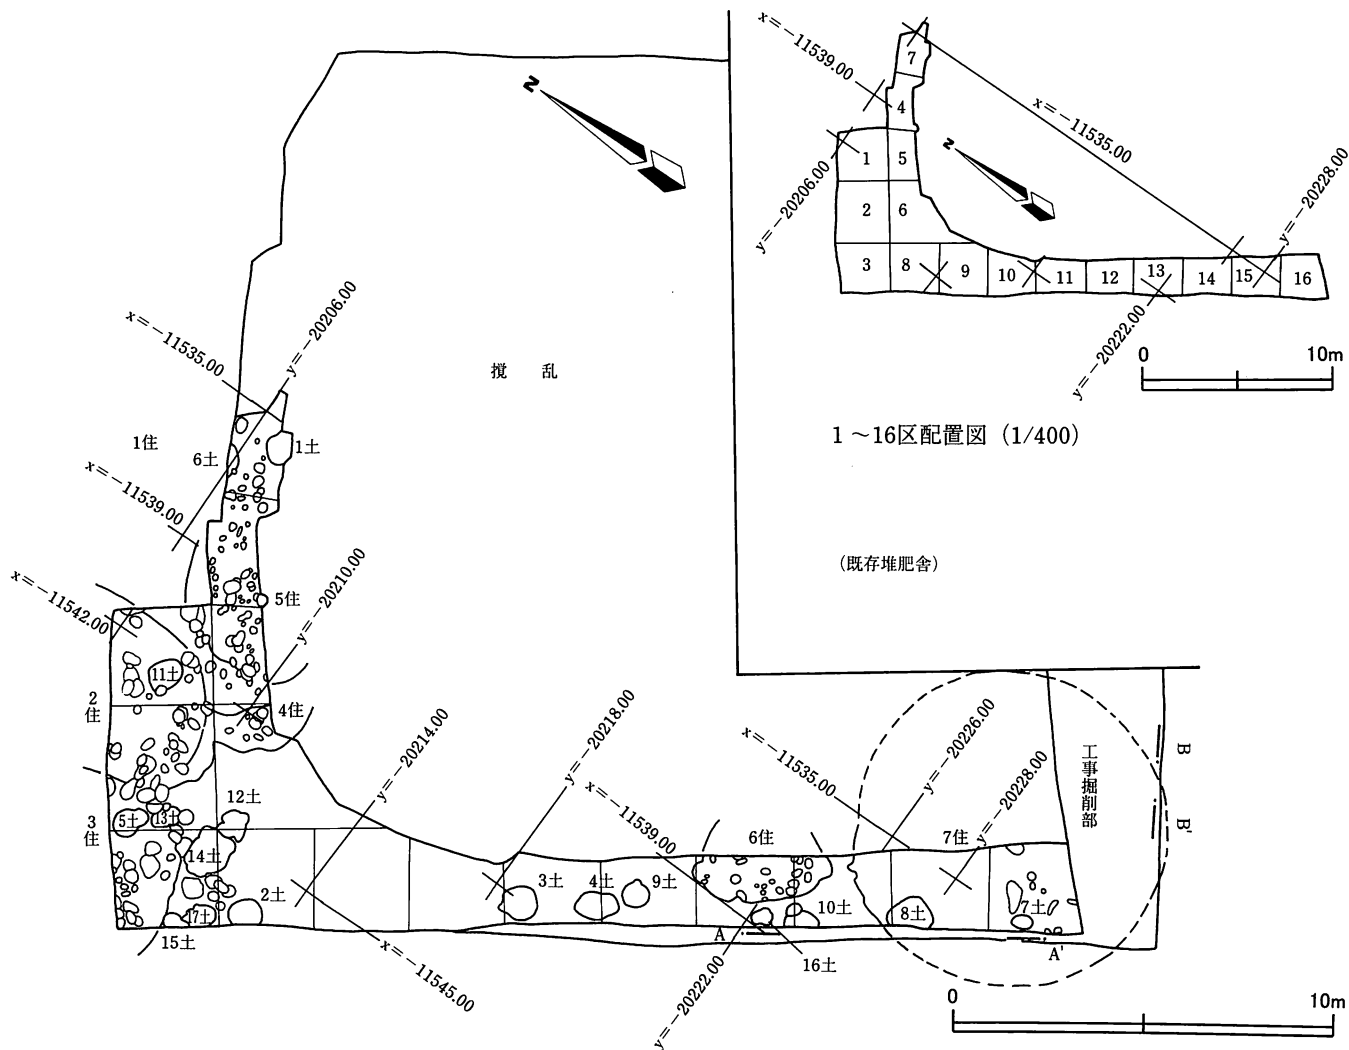 N
攪　乱
x=-11535.00
y=-20206.00
1住
6土
1土
x=-11539.00
x=-11542.00
5住
y=-20210.00
11土
2住
4住
y=-20214.00
y=-20218.00
12土
5土
13土
3住
14土
17土
2土
15土
x=-11545.00
3土
4土
9土
x=-11539.00
6住
x=-11535.00
y=-20226.00
7住
y=-20228.00
10土
8土
7土
16土
y=-20222.00
A
A'
工事掘削部
B
B'
0
10m
x=-11539.00
x=-11535.00
y=-20206.00
y=-20228.00
y=-20222.00
N
7
4
1
5
2
6
3
8
9
10
11
12
13
14
15
16
0
10m
1～16区配置図（1/400）
（既存堆肥舎）